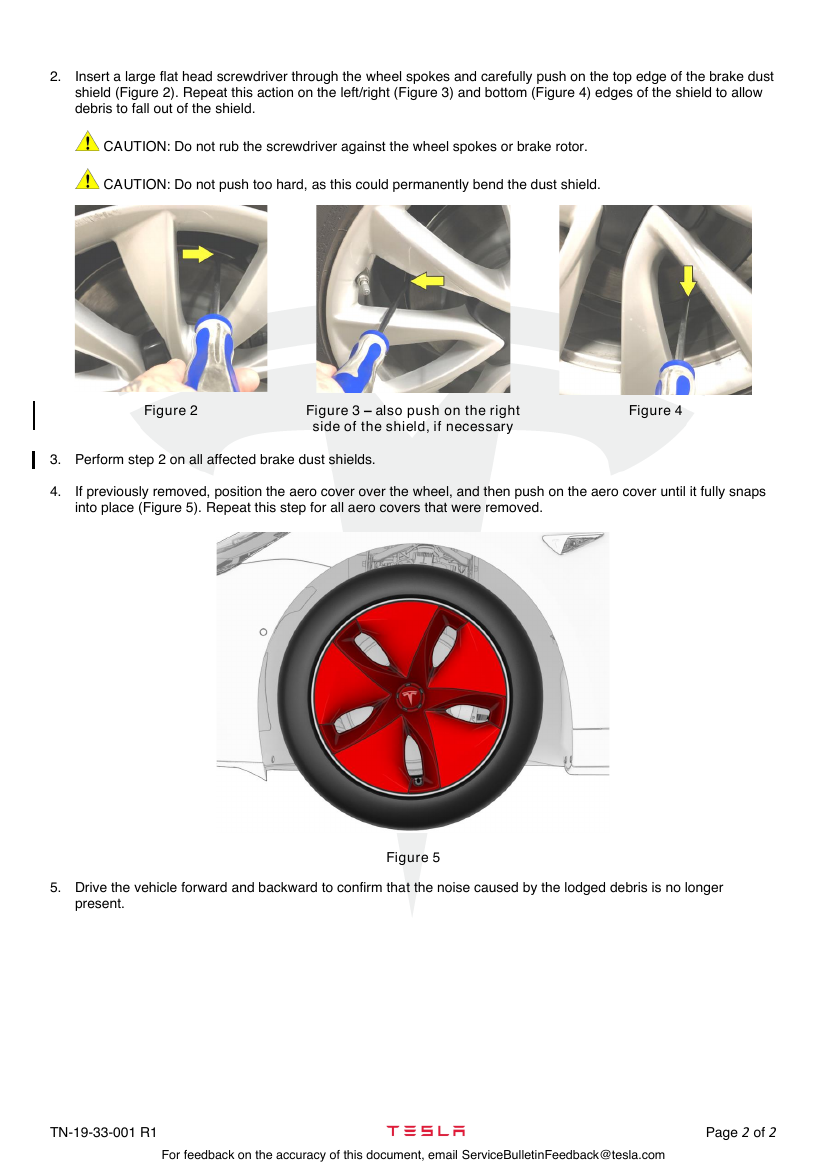 2. Insert a large flat head screwdriver through the wheel spokes and carefully push on the top edge of the brake dust
shield (Figure 2). Repeat this action on the left/right (Figure 3) and bottom (Figure 4) edges of the shield to allow
debris to fall out of the shield.
CAUTION: Do not rub the screwdriver against the wheel spokes or brake rotor.
CAUTION: Do not push too hard, as this could permanently bend the dust shield.
Figure 2
Figure 3 – also push on the right
side of the shield, if necessary
Figure 4
3. Perform step 2 on all affected brake dust shields.
4. If previously removed, position the aero cover over the wheel, and then push on the aero cover until it fully snaps
into place (Figure 5). Repeat this step for all aero covers that were removed.
Figure 5
5. Drive the vehicle forward and backward to confirm that the noise caused by the lodged debris is no longer
present.
TN-19-33-001 R1
TESLA
Page 2 of 2
For feedback on the accuracy of this document, email ServiceBulletinFeedback@tesla.com